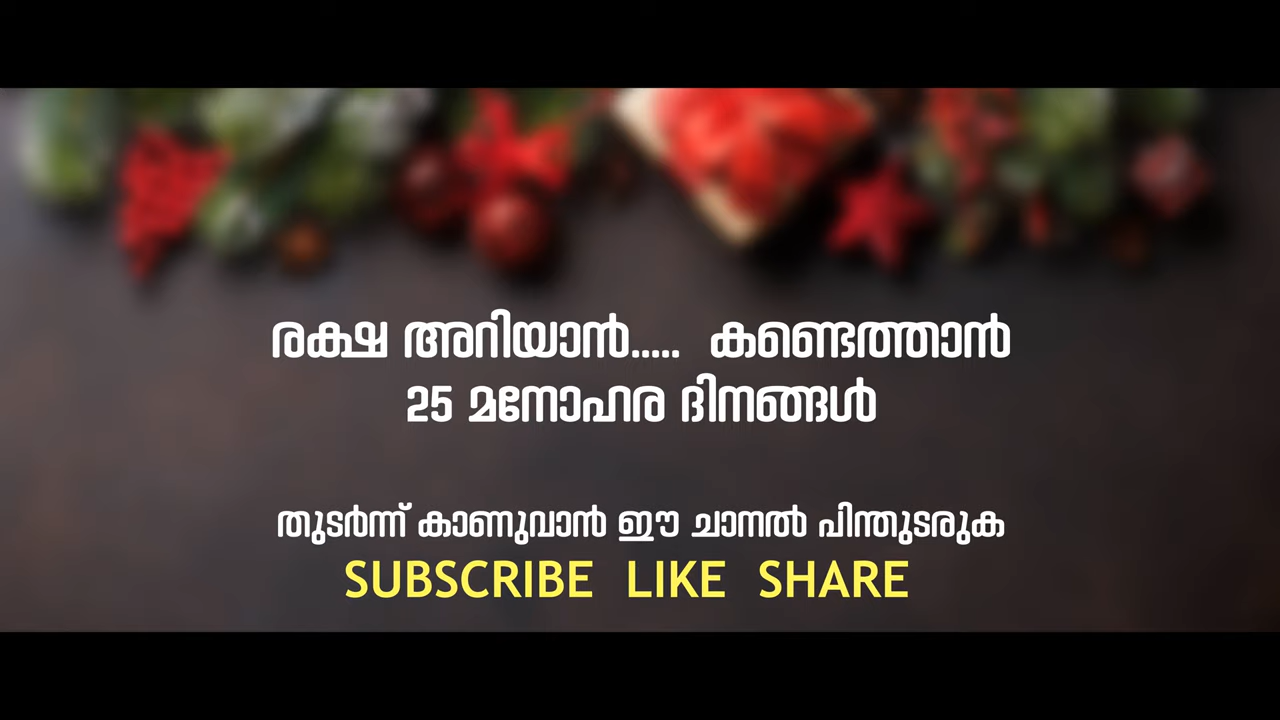 രക്ഷ അറിയാൻ..... കണ്ടെത്താൻ
25 മനോഹര ദിനങ്ങൾ
തുടർന്ന് കാണുവാൻ ഈ ചാനൽ പിന്തുടരുക
SUBSCRIBE LIKE SHARE